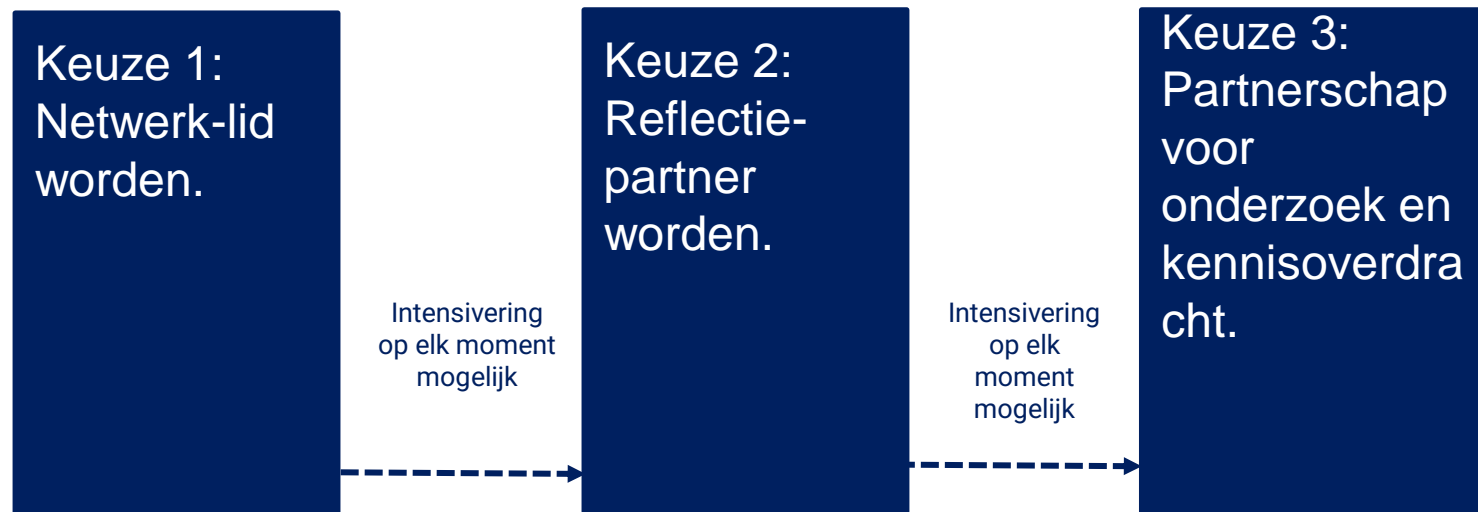 Keuze 1:
Netwerk-lid
worden.
Intensivering
op elk moment
mogelijk
Keuze 2:
Reflectie-
partner
worden.
Intensivering
op elk
moment
mogelijk
Keuze 3:
Partnerschap
voor
onderzoek en
kennisoverdra
cht.